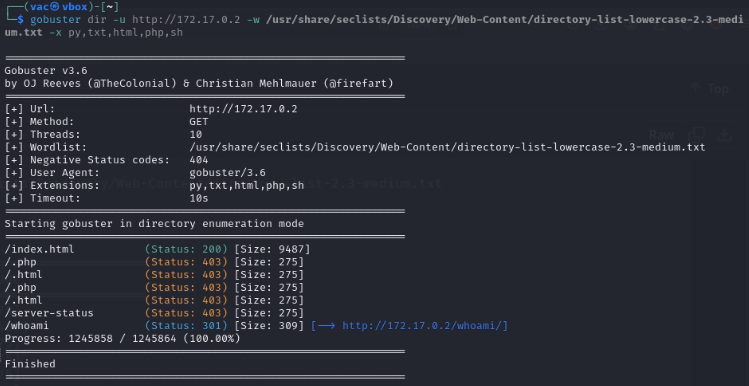 ┌──(vac㉿vbox)-[~]
└─$ gobuster dir -u http://172.17.0.2 -w /usr/share/seclists/Discovery/Web-Content/directory-list-lowercase-2.3-medi
um.txt -x py,txt,html,php,sh
===============================================================
Gobuster v3.6
by OJ Reeves (@TheColonial) & Christian Mehlmauer (@firefart)
===============================================================
[+] Url:                     http://172.17.0.2
[+] Method:                  GET
[+] Threads:                 10
[+] Wordlist:                /usr/share/seclists/Discovery/Web-Content/directory-list-lowercase-2.3-medium.txt
[+] Negative Status codes:   404
[+] User Agent:              gobuster/3.6
[+] Extensions:              py,txt,html,php,sh
[+] Timeout:                 10s
===============================================================
Starting gobuster in directory enumeration mode
===============================================================
/index.html           (Status: 200) [Size: 9487]
/.php                 (Status: 403) [Size: 275]
/.html                (Status: 403) [Size: 275]
/.php                 (Status: 403) [Size: 275]
/.html                (Status: 403) [Size: 275]
/server-status        (Status: 403) [Size: 275]
/whoami               (Status: 301) [Size: 309] [--> http://172.17.0.2/whoami/]
Progress: 1245858 / 1245864 (100.00%)
===============================================================
Finished
===============================================================
Top
Raw